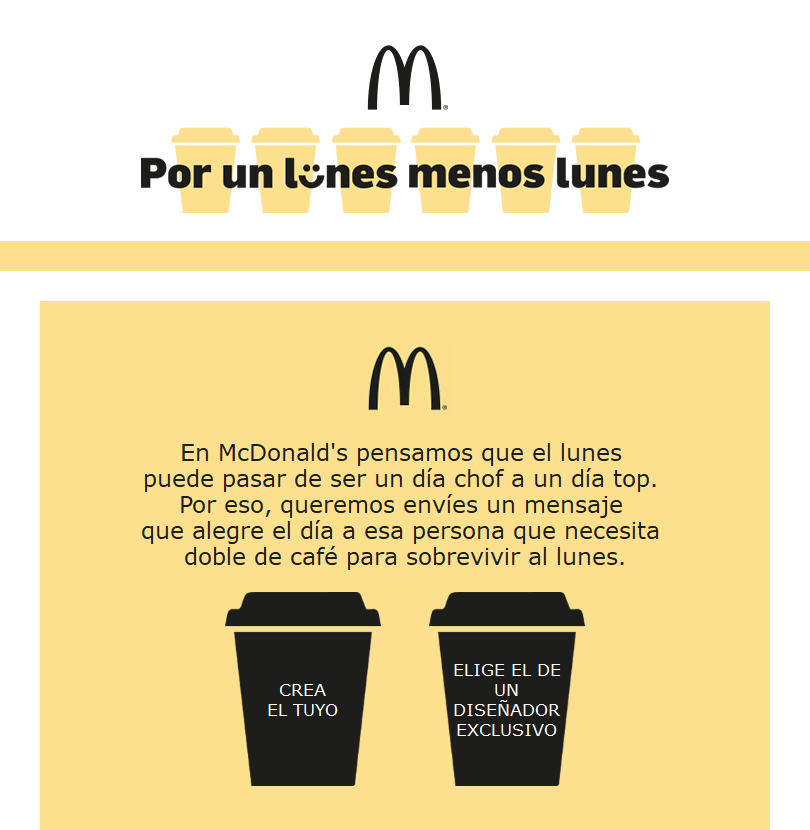 M
Por un lunes menos lunes
M
En McDonald's pensamos que el lunes
puede pasar de ser un día chof a un día top.
Por eso, queremos envíes un mensaje
que alegre el día a esa persona que necesita
doble de café para sobrevivir al lunes.
CREA
EL TUYO
ELIGE EL DE
UN
DISEÑADOR
EXCLUSIVO